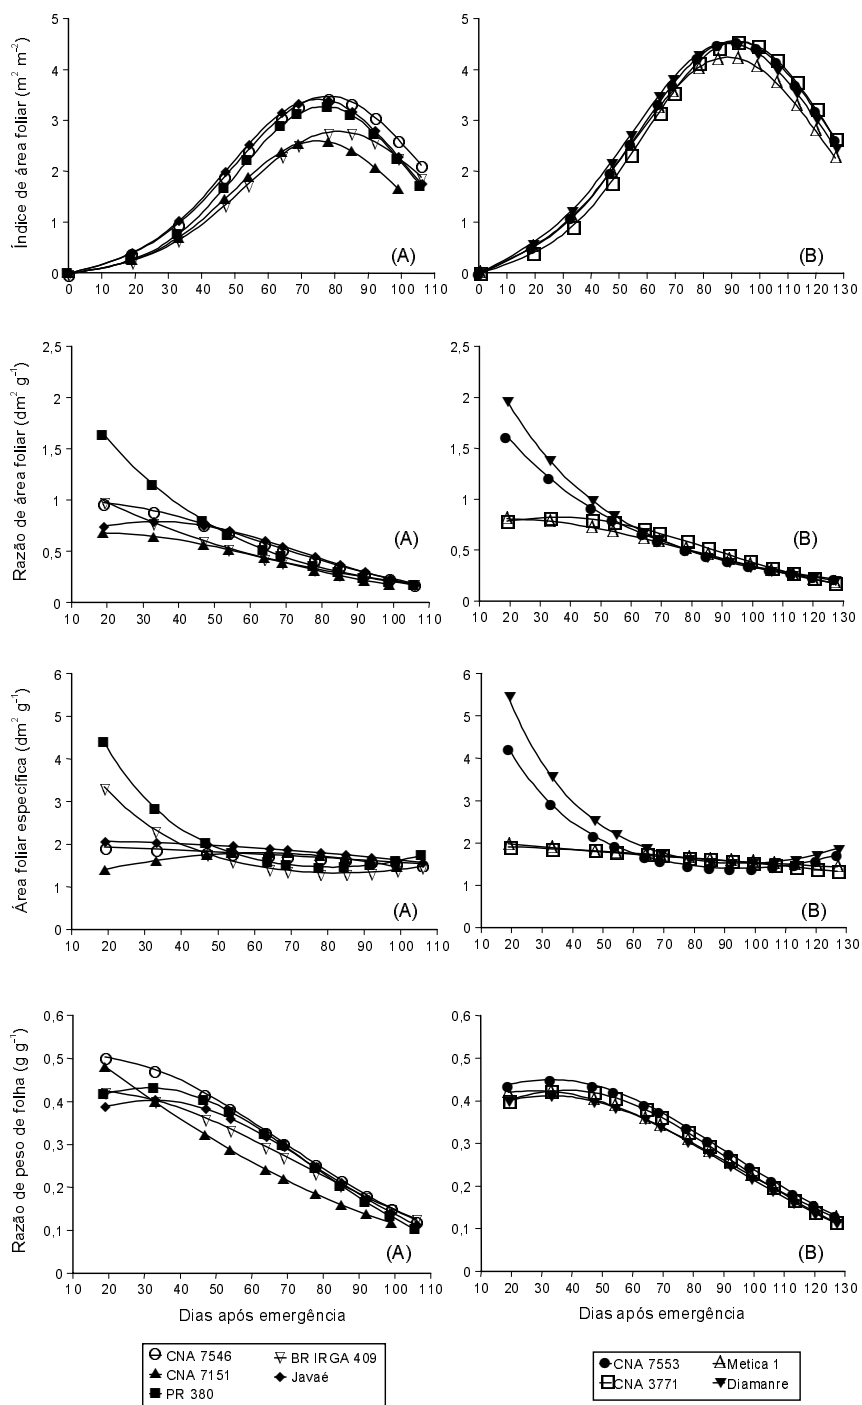 Índice de área foliar (m² m⁻²)
5
4
3
2
1
0
0 10 20 30 40 50 60 70 80 90 100 110
(A)
5
4
3
2
1
0
0 10 20 30 40 50 60 70 80 90 100 110 120 130
(B)
Razão de área foliar (dm² g⁻¹)
2,5
2
1,5
1
0,5
0
10 20 30 40 50 60 70 80 90 100 110
(A)
2,5
2
1,5
1
0,5
0
10 20 30 40 50 60 70 80 90 100 110 120 130
(B)
Área foliar específica (dm² g⁻¹)
6
5
4
3
2
1
0
10 20 30 40 50 60 70 80 90 100 110
(A)
6
5
4
3
2
1
0
10 20 30 40 50 60 70 80 90 100 110 120 130
(B)
Razão de peso de folha (g g⁻¹)
0,6
0,5
0,4
0,3
0,2
0,1
0
10 20 30 40 50 60 70 80 90 100 110
(A)
Dias após emergência
0,6
0,5
0,4
0,3
0,2
0,1
0
10 20 30 40 50 60 70 80 90 100 110 120 130
(B)
Dias após emergência
CNA 7546
BR IRGA 409
CNA 7151
Javaé
PR 380
CNA 7553
Metica 1
CNA 3771
Diamanre